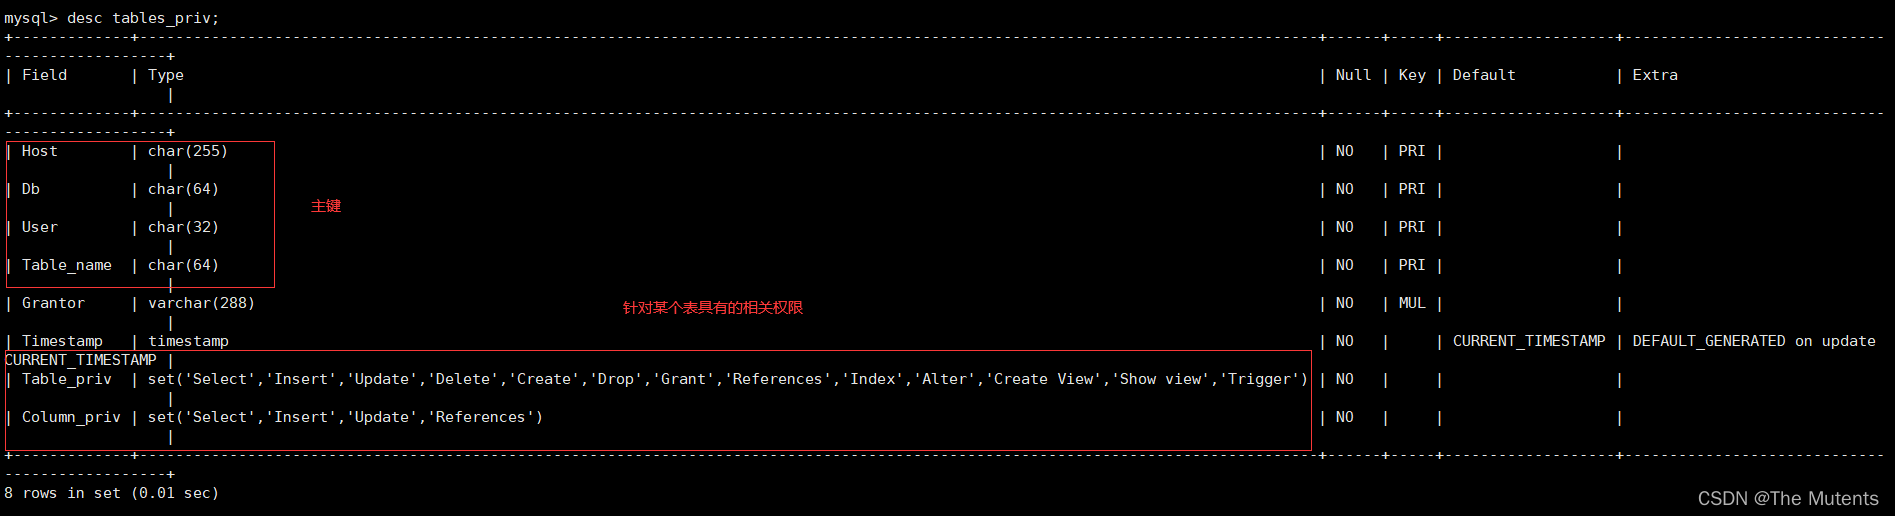 mysql> desc tables_priv;
+-------------+-----------------------------------------------------------------------------------------------------------------------------------+------+-----+-------------------+-----------------------------
------------------+
| Field       | Type                                                                                                                              | Null | Key | Default           | Extra
                  |
+-------------+-----------------------------------------------------------------------------------------------------------------------------------+------+-----+-------------------+-----------------------------
------------------+
| Host        | char(255)                                                                                                                         | NO   | PRI |                   |
                  |
| Db          | char(64)                                                                                                                          | NO   | PRI |                   |
                  |
主键
| User        | char(32)                                                                                                                          | NO   | PRI |                   |
                  |
| Table_name  | char(64)                                                                                                                          | NO   | PRI |                   |
                  |
| Grantor     | varchar(288)                                                                                                                      | NO   | MUL |                   |
                  |
针对某个表具有的相关权限
| Timestamp   | timestamp                                                                                                                         | NO   |     | CURRENT_TIMESTAMP | DEFAULT_GENERATED on update
CURRENT_TIMESTAMP |
| Table_priv  | set('Select','Insert','Update','Delete','Create','Drop','Grant','References','Index','Alter','Create View','Show view','Trigger') | NO   |     |                   |
                  |
| Column_priv | set('Select','Insert','Update','References')                                                                                      | NO   |     |                   |
                  |
+-------------+-----------------------------------------------------------------------------------------------------------------------------------+------+-----+-------------------+-----------------------------
------------------+
8 rows in set (0.01 sec)
CSDN @The Mutents